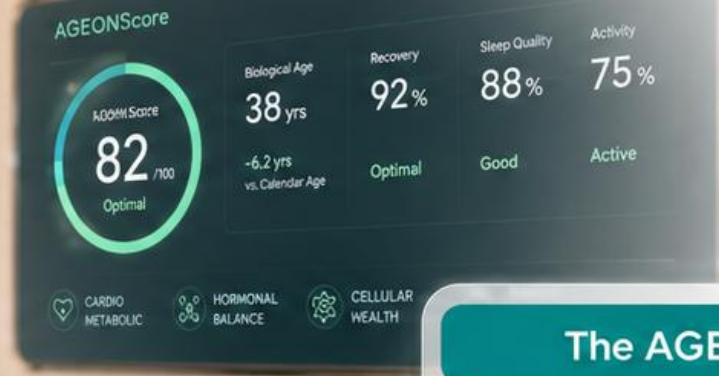 AGEONScore
Score
82 /100
Optimal
Biological Age
38 yrs
-6.2 yrs
vs. Calendar Age
Recovery
92%
Optimal
Sleep Quality
88%
Good
Activity
75%
Active
CARDIO
METABOLIC
HORMONAL
BALANCE
CELLULAR
WEALTH
The AGE